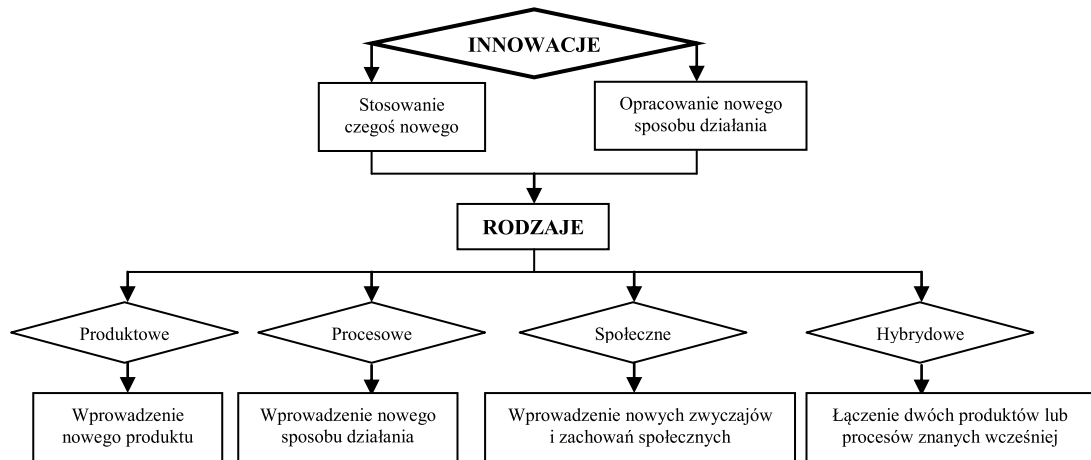 INNOWACJE
Stosowanie
czegoś nowego
Opracowanie nowego
sposobu działania
RODZAJE
Produktowe
Procesowe
Społeczne
Hybrydowe
Wprowadzenie
nowego produktu
Wprowadzenie nowego
sposobu działania
Wprowadzenie nowych zwyczajów
i zachowań społecznych
Łączenie dwóch produktów lub
procesów znanych wcześniej